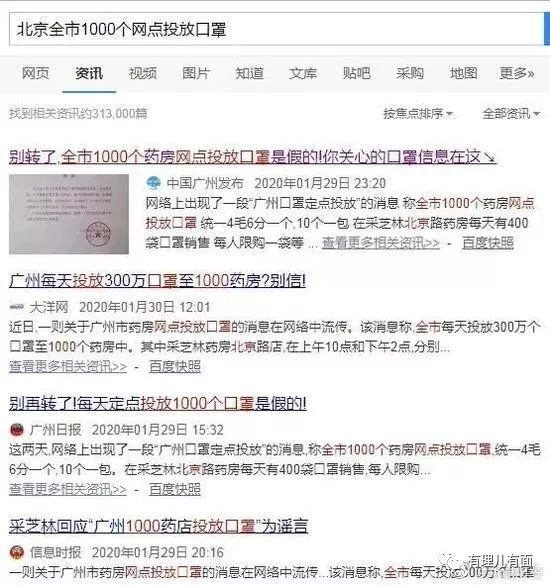 北京全市1000个网点投放口罩
网页 资讯 视频 图片 知道 文库 贴吧 采购 地图 更多»
找到相关资讯约313,000篇 按焦点排序 全部资讯
别转了,全市1000个药房网点投放口罩是假的!你关心的口罩信息在这↘
中国广州发布 2020年01月29日 23:20
网络上出现了一段“广州口罩定点投放”的消息,称全市1000个药房网点
投放口罩 统一4毛6分一个,10个一包 在采芝林北京路药房每天有400
袋口罩销售 每人限购一袋等 ... 查看更多相关资讯>> - 百度快照
广州每天投放300万口罩至1000药房?别信!
大洋网 2020年01月30日 12:01
近日,一则关于广州市药房网点投放口罩的消息在网络中流传。该消息称,全市每天投放300万个
口罩至1000个药房中。其中采芝林药房北京路店,在上午10点和下午2点,分别...
查看更多相关资讯>> - 百度快照
别再转了!每天定点投放1000个口罩是假的!
广州日报 2020年01月29日 15:32
这两天,网络上出现了一段“广州口罩定点投放”的消息,称全市1000个药房网点投放口罩,统一4毛
6分一个,10个一包。在采芝林北京路药房每天有400袋口罩销售,每人限购...
查看更多相关资讯>> - 百度快照
采芝林回应“广州1000药店投放口罩”为谣言
信息时报 2020年01月29日 20:16
近日,一则关于广州市药房网点投放口罩的消息在网络中流传。该消息称,全市
有理儿有面